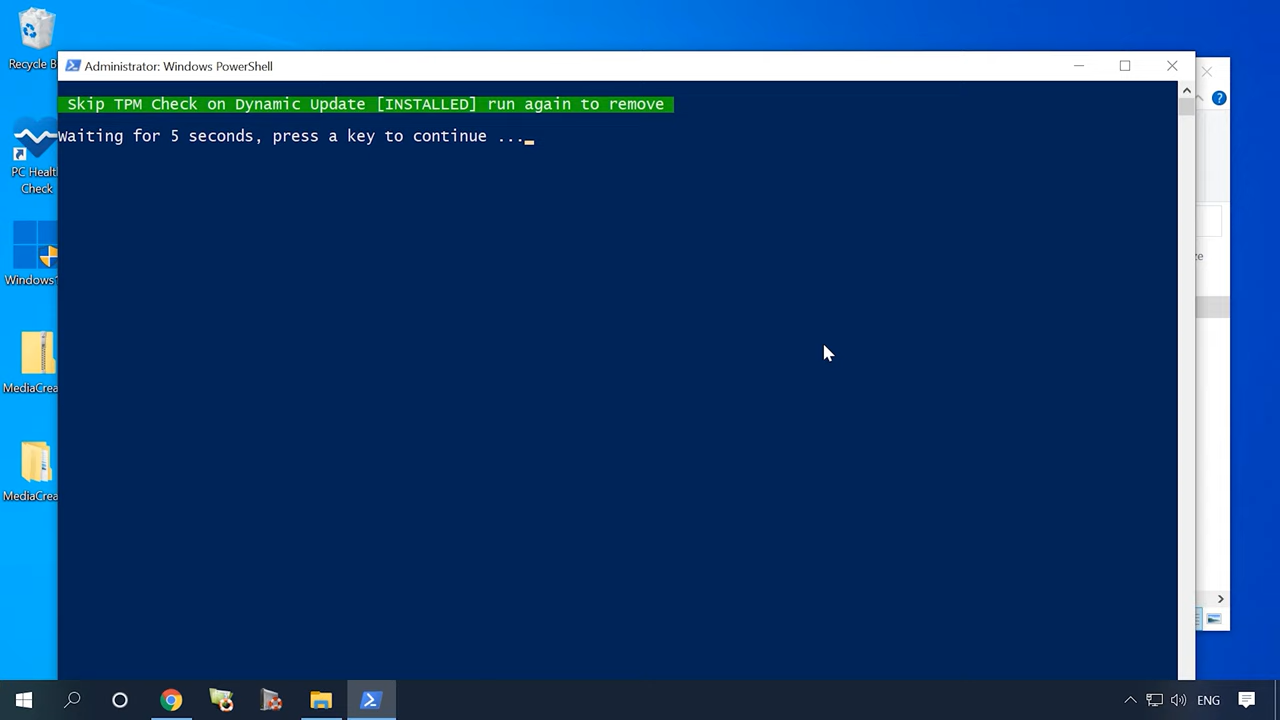 Recycle B
Administrator: Windows PowerShell
Skip TPM Check on Dynamic Update [INSTALLED] run again to remove
Waiting for 5 seconds, press a key to continue ...
PC Healt
Check
Windows
MediaCrea
MediaCrea
ENG